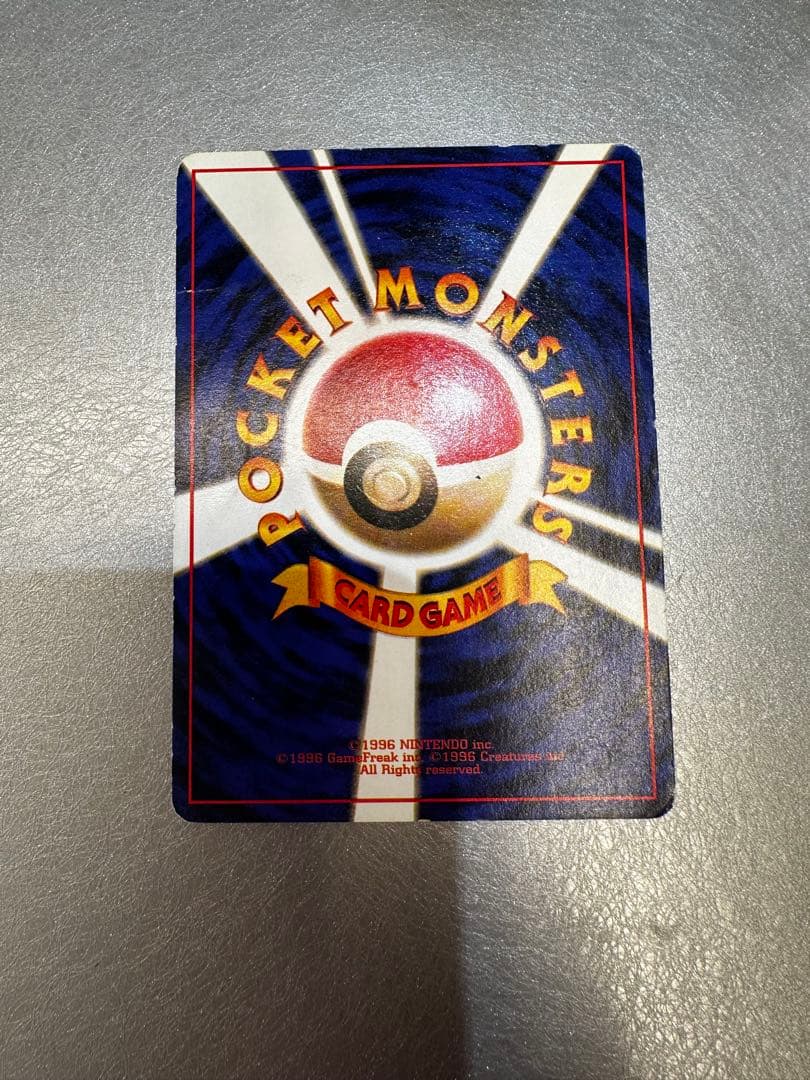 POCKET MONSTERS
CARD GAME
©1996 NINTENDO inc.
©1996 GameFreak inc. ©1996 Creatures inc.
All Rights reserved.